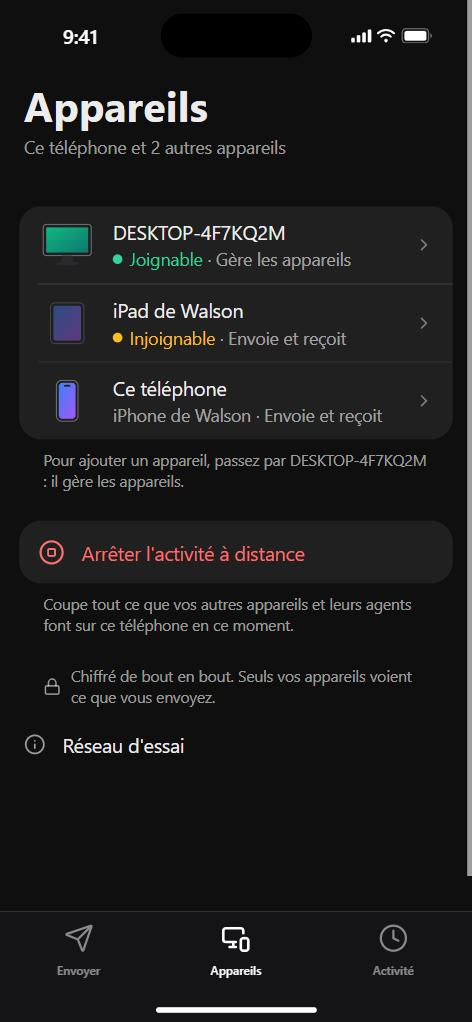 9:41
Appareils
Ce téléphone et 2 autres appareils
DESKTOP-4F7KQ2M
Joignable · Gère les appareils
iPad de Walson
Injoignable · Envoie et reçoit
Ce téléphone
iPhone de Walson · Envoie et reçoit
Pour ajouter un appareil, passez par DESKTOP-4F7KQ2M
: il gère les appareils.
Arrêter l'activité à distance
Coupe tout ce que vos autres appareils et leurs agents
font sur ce téléphone en ce moment.
Chiffré de bout en bout. Seuls vos appareils voient
ce que vous envoyez.
Réseau d'essai
Envoyer
Appareils
Activité